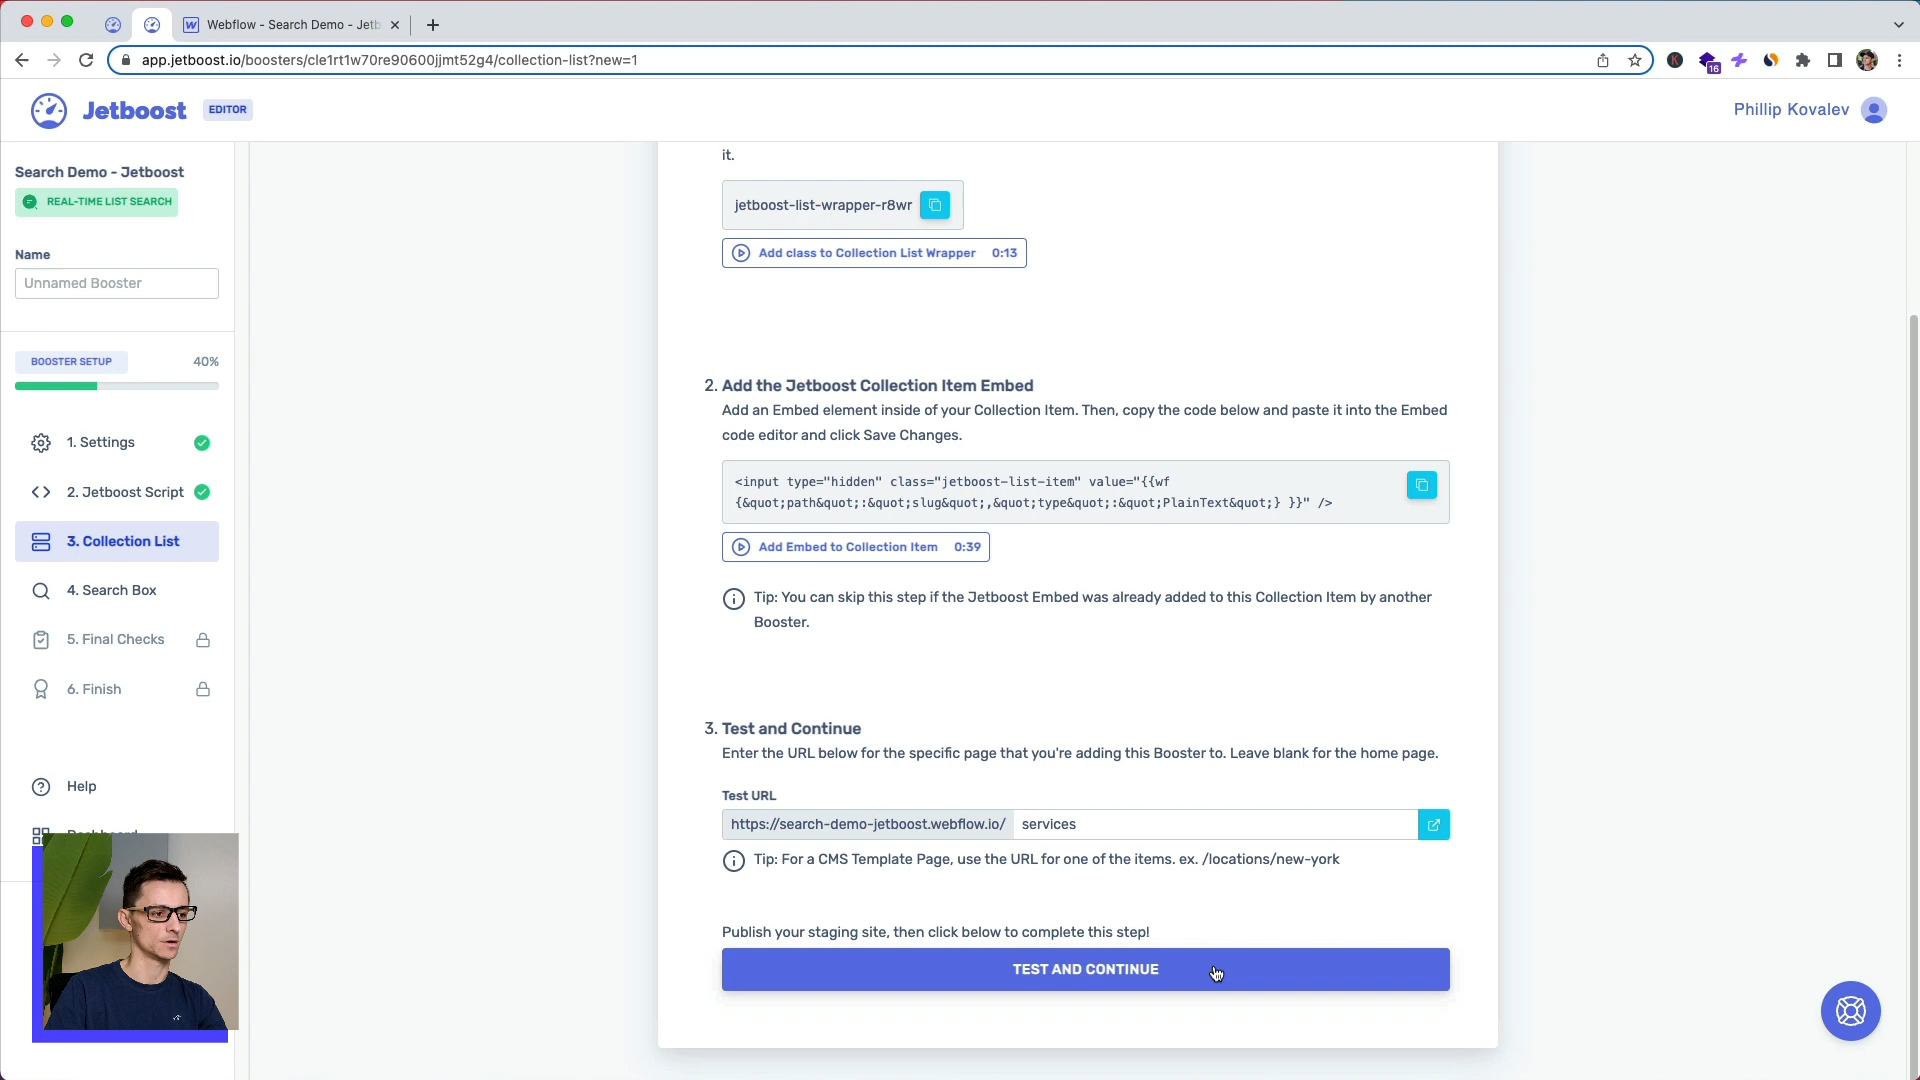 Webflow - Search Demo - Jetb
app.jetboost.io/boosters/cle1rt1w70re90600jjmt52g4/collection-list?new=1
K
16
Jetboost
EDITOR
Phillip Kovalev
Search Demo - Jetboost
REAL-TIME LIST SEARCH
Name
Unnamed Booster
BOOSTER SETUP
40%
1. Settings
2. Jetboost Script
3. Collection List
4. Search Box
5. Final Checks
6. Finish
Help
Dashboard
it.
jetboost-list-wrapper-r8wr
Add class to Collection List Wrapper 0:13
2. Add the Jetboost Collection Item Embed
Add an Embed element inside of your Collection Item. Then, copy the code below and paste it into the Embed
code editor and click Save Changes.
<input type="hidden" class="jetboost-list-item" value="{{wf
{&quot;path&quot;:&quot;slug&quot;,&quot;type&quot;:&quot;PlainText&quot;} }}" />
Add Embed to Collection Item 0:39
Tip: You can skip this step if the Jetboost Embed was already added to this Collection Item by another
Booster.
3. Test and Continue
Enter the URL below for the specific page that you're adding this Booster to. Leave blank for the home page.
Test URL
https://search-demo-jetboost.webflow.io/ services
Tip: For a CMS Template Page, use the URL for one of the items. ex. /locations/new-york
Publish your staging site, then click below to complete this step!
TEST AND CONTINUE